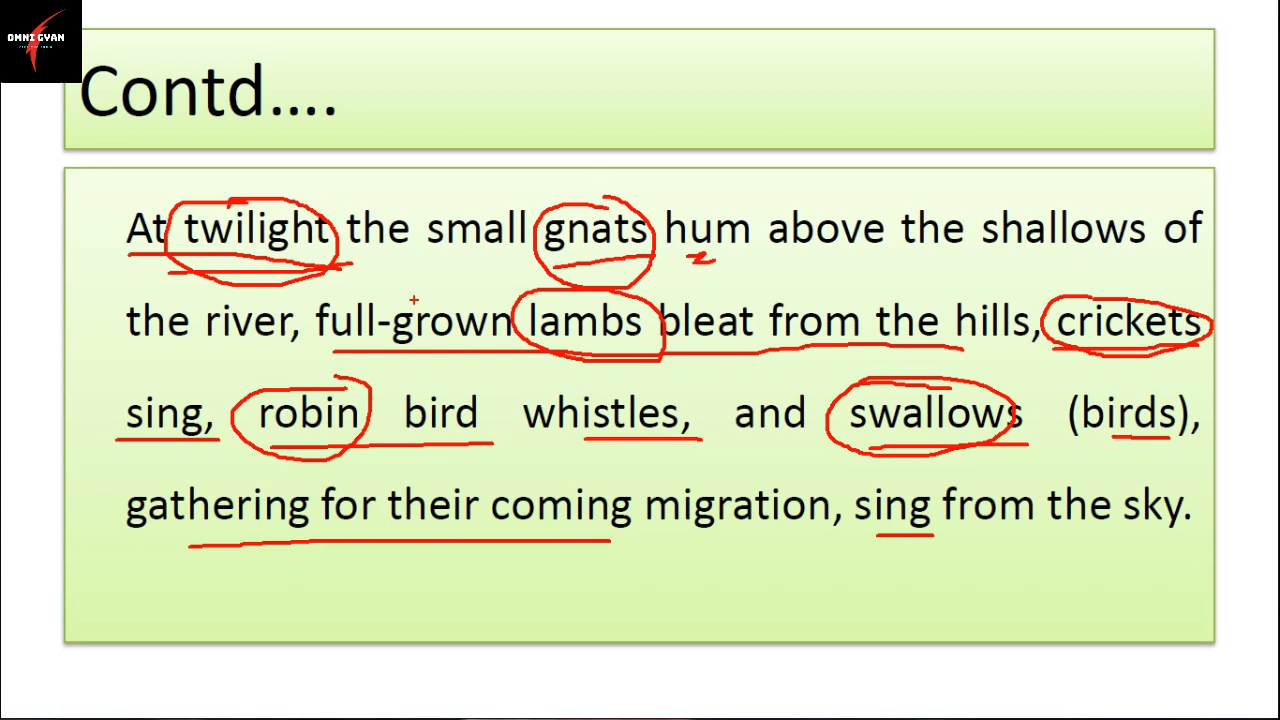 OMNI GYAN
Contd....
At twilight the small gnats hum above the shallows of
the river, full-grown lambs bleat from the hills, crickets
sing, robin bird whistles, and swallows (birds),
gathering for their coming migration, sing from the sky.